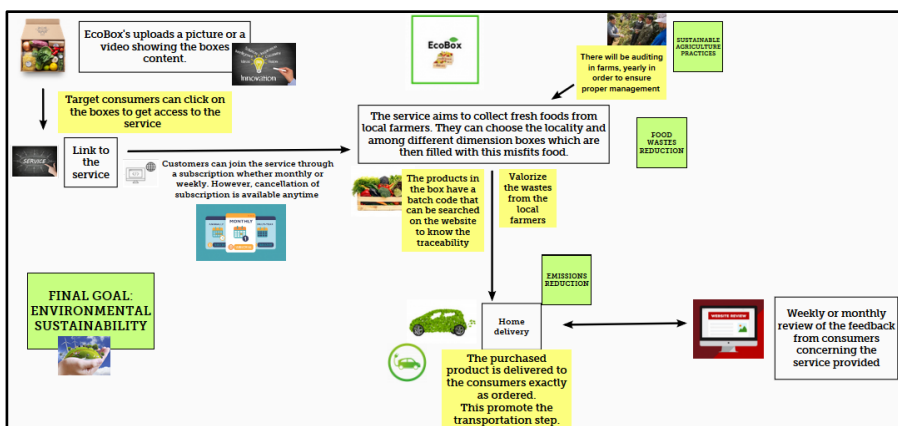 EcoBox's uploads a picture or a
video showing the boxes
content.
Innovation
EcoBox
There will be auditing
in farms, yearly in
order to ensure
proper management
SUSTAINABLE
AGRICULTURE
PRACTICES
Target consumers can click on
the boxes to get access to the
service
The service aims to collect fresh foods from
local farmers. They can choose the locality and
among different dimension boxes which are
then filled with this misfits food.
FOOD
WASTES
REDUCTION
SERVICE
Link to
the
service
Customers can join the service through
a subscription whether monthly or
weekly. However, cancellation of
subscription is available anytime
MONTHLY
The products in
the box have a
batch code that
can be searched
on the website
to know the
traceability
Valorize the
wastes from
the local
farmers
EMISSIONS
REDUCTION
FINAL GOAL:
ENVIRONMENTAL
SUSTAINABILITY
Home
delivery
WEBSITE REVIEW
Weekly or monthly
review of the feedback
from consumers
concerning the
service provided
The purchased
product is delivered to
the consumers exactly
as ordered.
This promote the
transportation step.